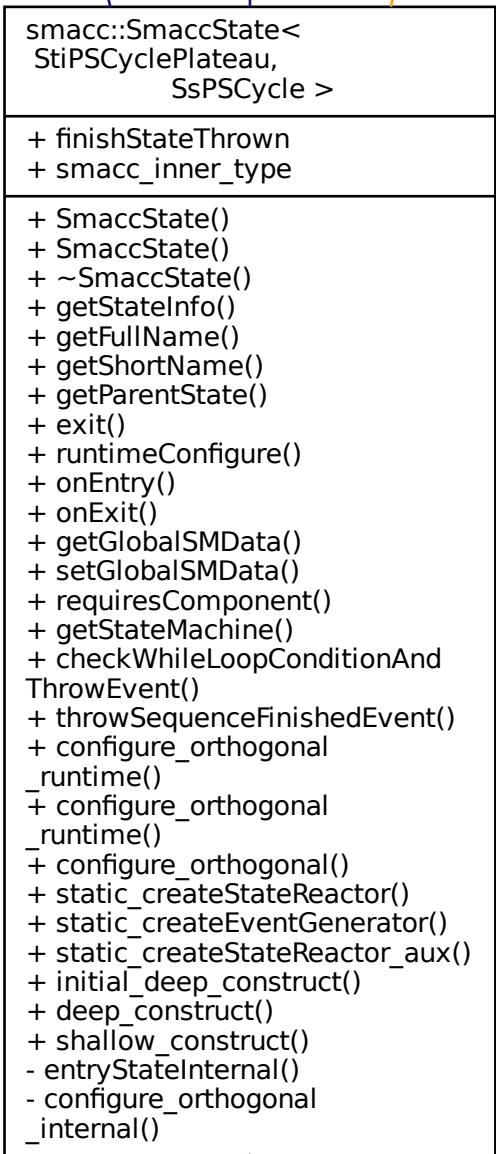 smacc::SmaccState<
StiPSCyclePlateau,
SsPSCycle >
+ finishStateThrown
+ smacc_inner_type
+ SmaccState()
+ SmaccState()
+ ~SmaccState()
+ getStateInfo()
+ getFullName()
+ getShortName()
+ getParentState()
+ exit()
+ runtimeConfigure()
+ onEntry()
+ onExit()
+ getGlobalSMData()
+ setGlobalSMData()
+ requiresComponent()
+ getStateMachine()
+ checkWhileLoopConditionAnd
ThrowEvent()
+ throwSequenceFinishedEvent()
+ configure_orthogonal
_runtime()
+ configure_orthogonal
_runtime()
+ configure_orthogonal()
+ static_createStateReactor()
+ static_createEventGenerator()
+ static_createStateReactor_aux()
+ initial_deep_construct()
+ deep_construct()
+ shallow_construct()
- entryStateInternal()
- configure_orthogonal
_internal()